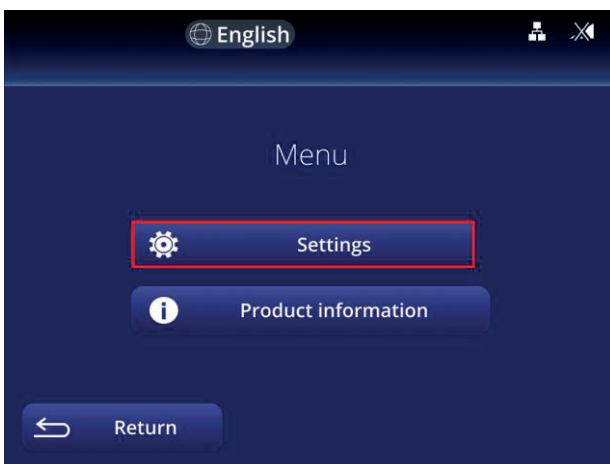 English
Menu
Settings
Product information
Return